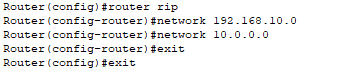 Router(config)#router rip
Router(config-router)#network 192.168.10.0
Router(config-router)#network 10.0.0.0
Router(config-router)#exit
Router(config)#exit